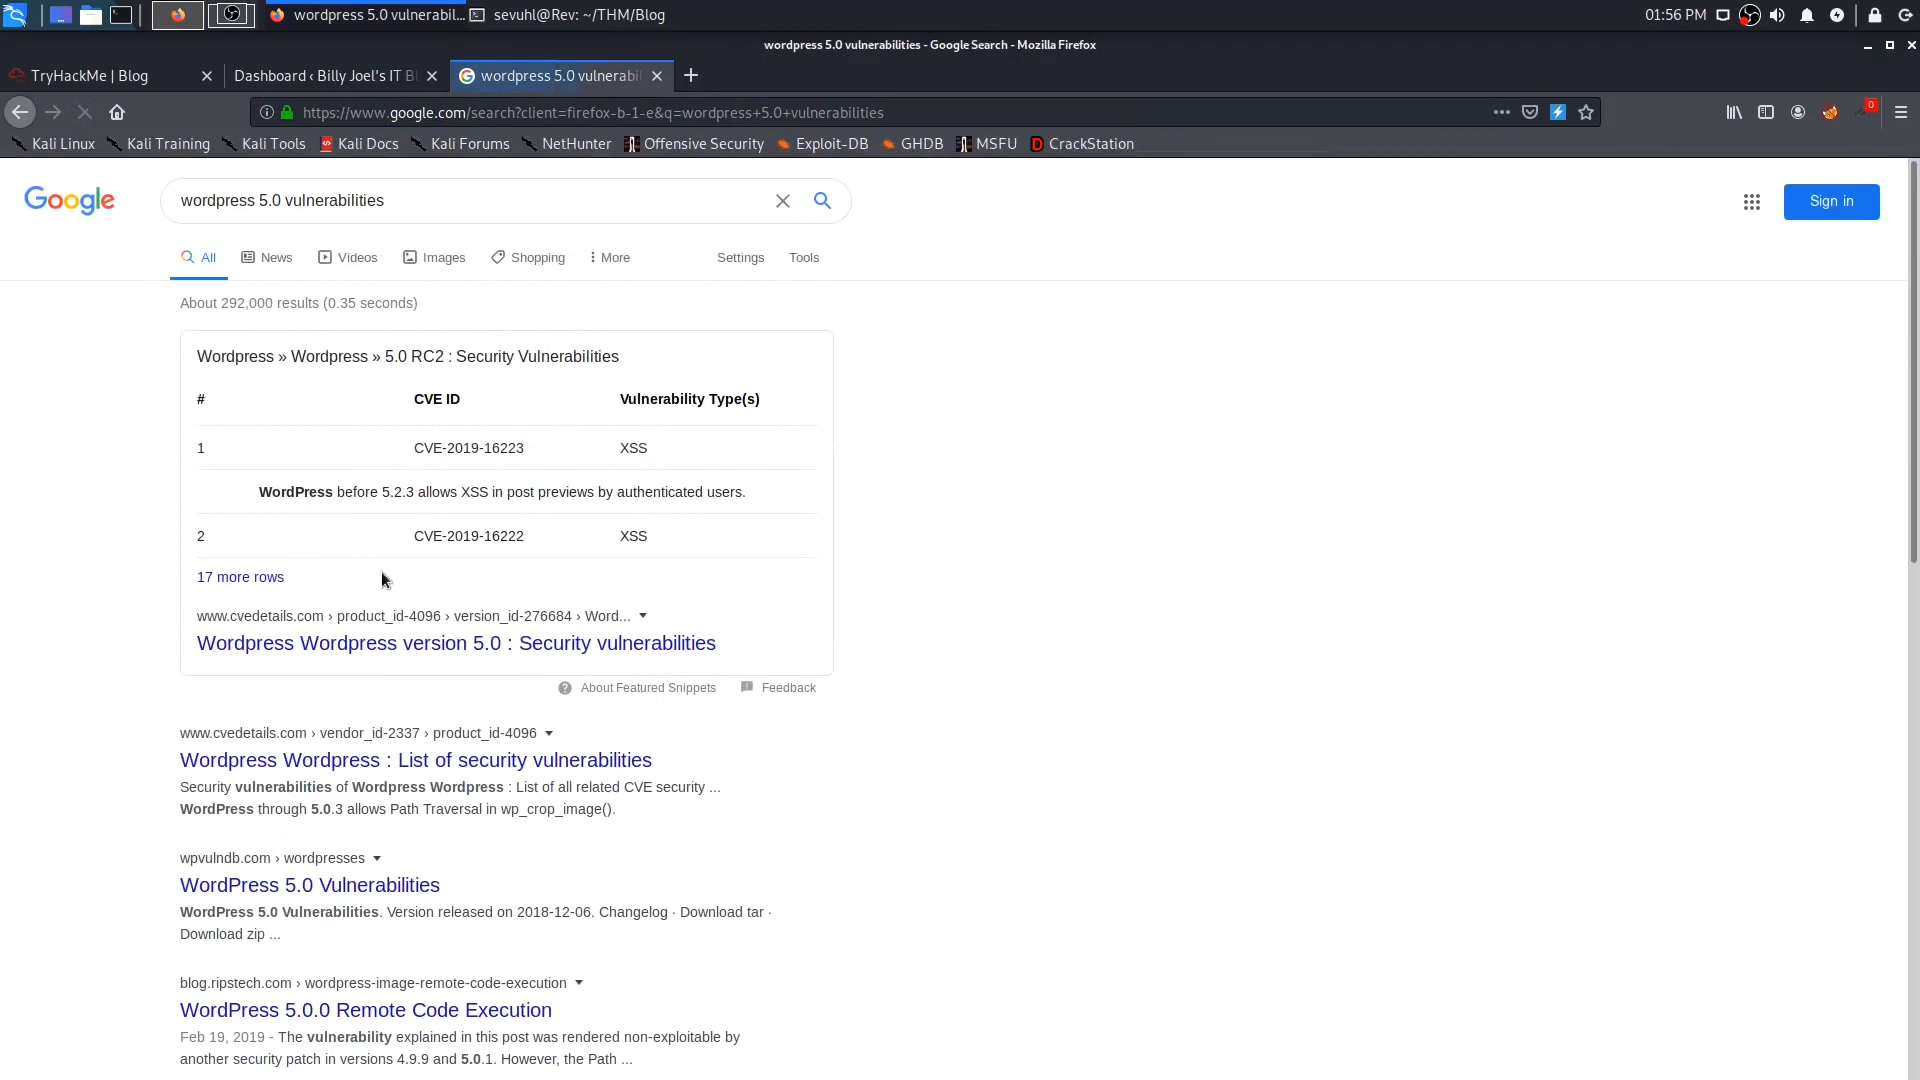 wordpress 5.0 vulnerabil... sevuhl@Rev: ~/THM/Blog 01:56 PM
wordpress 5.0 vulnerabilities - Google Search - Mozilla Firefox
TryHackMe | Blog Dashboard ‹ Billy Joel's IT Bl wordpress 5.0 vulnerabil
https://www.google.com/search?client=firefox-b-1-e&q=wordpress+5.0+vulnerabilities 0
Kali Linux Kali Training Kali Tools Kali Docs Kali Forums NetHunter Offensive Security Exploit-DB GHDB MSFU CrackStation
Google wordpress 5.0 vulnerabilities Sign in
All News Videos Images Shopping More Settings Tools
About 292,000 results (0.35 seconds)
Wordpress » Wordpress » 5.0 RC2 : Security Vulnerabilities
# CVE ID Vulnerability Type(s)
1 CVE-2019-16223 XSS
WordPress before 5.2.3 allows XSS in post previews by authenticated users.
2 CVE-2019-16222 XSS
17 more rows
www.cvedetails.com › product_id-4096 › version_id-276684 › Word...
Wordpress Wordpress version 5.0 : Security vulnerabilities
About Featured Snippets Feedback
www.cvedetails.com › vendor_id-2337 › product_id-4096
Wordpress Wordpress : List of security vulnerabilities
Security vulnerabilities of Wordpress Wordpress : List of all related CVE security ...
WordPress through 5.0.3 allows Path Traversal in wp_crop_image().
wpvulndb.com › wordpresses
WordPress 5.0 Vulnerabilities
WordPress 5.0 Vulnerabilities. Version released on 2018-12-06. Changelog · Download tar ·
Download zip ...
blog.ripstech.com › wordpress-image-remote-code-execution
WordPress 5.0.0 Remote Code Execution
Feb 19, 2019 - The vulnerability explained in this post was rendered non-exploitable by
another security patch in versions 4.9.9 and 5.0.1. However, the Path ...